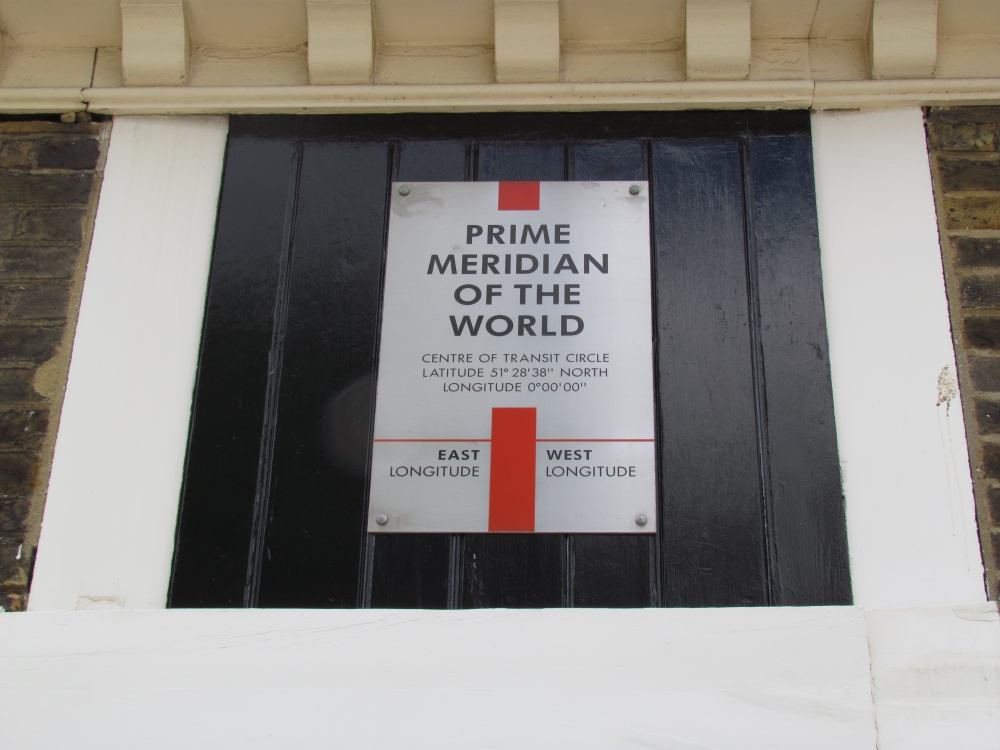 PRIME
MERIDIAN
OF THE
WORLD
CENTRE OF TRANSIT CIRCLE
LATITUDE 51° 28'38" NORTH
LONGITUDE 0°00'00"
EAST
LONGITUDE
WEST
LONGITUDE